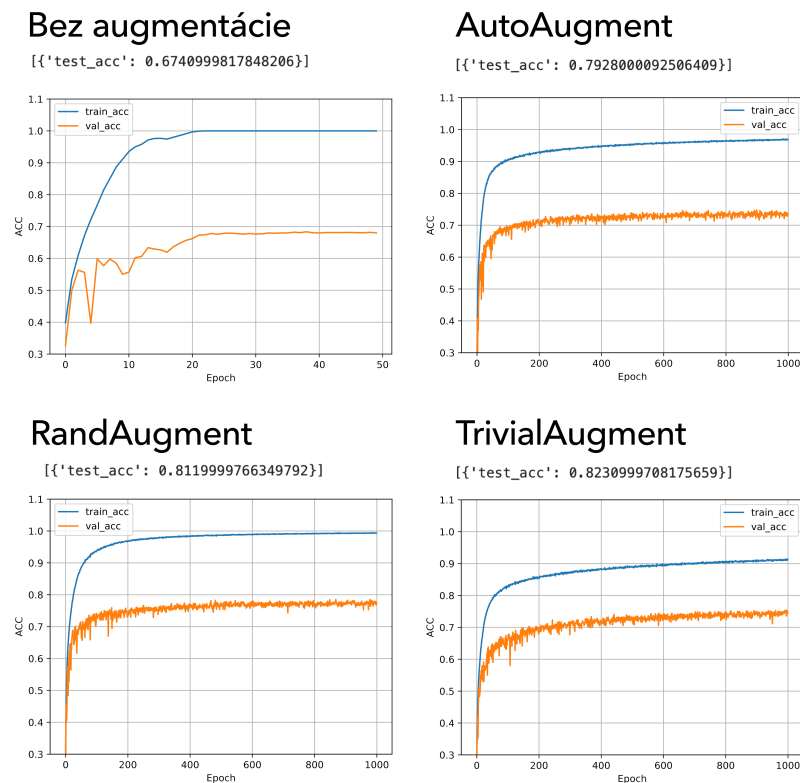 Bez augmentácie
[{'test_acc': 0.6740999817848206}]
1.1
1.0
0.9
0.8
0.7
0.6
0.5
0.4
0.3
ACC
train_acc
val_acc
0 10 20 30 40 50
Epoch
AutoAugment
[{'test_acc': 0.7928000092506409}]
1.1
1.0
0.9
0.8
0.7
0.6
0.5
0.4
0.3
ACC
train_acc
val_acc
0 200 400 600 800 1000
Epoch
RandAugment
[{'test_acc': 0.8119999766349792}]
1.1
1.0
0.9
0.8
0.7
0.6
0.5
0.4
0.3
ACC
train_acc
val_acc
0 200 400 600 800 1000
Epoch
TrivialAugment
[{'test_acc': 0.8230999708175659}]
1.1
1.0
0.9
0.8
0.7
0.6
0.5
0.4
0.3
ACC
train_acc
val_acc
0 200 400 600 800 1000
Epoch